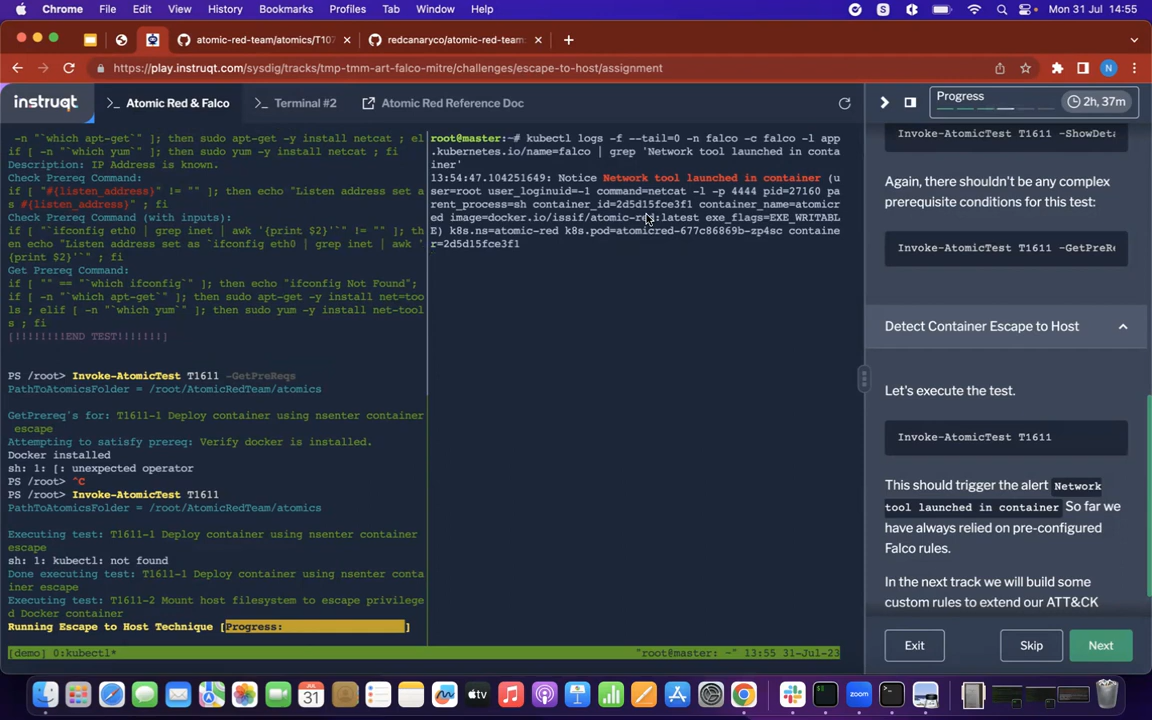 Chrome File Edit View History Bookmarks Profiles Tab Window Help Mon 31 Jul 14:55
atomic-red-team/atomics/T107 redcanaryco/atomic-red-team:
https://play.instruqt.com/sysdig/tracks/tmp-tmm-art-falco-mitre/challenges/escape-to-host/assignment
N
instruqt
Atomic Red & Falco
Terminal #2
Atomic Red Reference Doc
Progress
2h, 37m
-n "`which apt-get`" ]; then sudo apt-get -y install netcat ; el
if [ -n "`which yum`" ]; then sudo yum -y install netcat ; fi
Description: IP Address is known.
Check Prereq Command:
if [ "#{listen_address}" != "" ]; then echo "Listen address set a
s #{listen_address}" ; fi
Check Prereq Command (with inputs):
if [ "`ifconfig eth0 | grep inet | awk '{print $2}'`" != "" ]; th
en echo "Listen address set as `ifconfig eth0 | grep inet | awk '
{print $2}'`" ; fi
Get Prereq Command:
if [ "" == "`which ifconfig`" ]; then echo "ifconfig Not Found";
if [ -n "`which apt-get`" ]; then sudo apt-get -y install net=too
ls ; elif [ -n "`which yum`" ]; then sudo yum -y install net-tool
s ; fi
[!!!!!!!!END TEST!!!!!!!]
PS /root> Invoke-AtomicTest T1611 -GetPreReqs
PathToAtomicsFolder = /root/AtomicRedTeam/atomics
GetPrereq's for: T1611-1 Deploy container using nsenter container
escape
Attempting to satisfy prereq: Verify docker is installed.
Docker installed
sh: 1: [: unexpected operator
PS /root> ^C
PS /root> Invoke-AtomicTest T1611
PathToAtomicsFolder = /root/AtomicRedTeam/atomics
Executing test: T1611-1 Deploy container using nsenter container
escape
sh: 1: kubectl: not found
Done executing test: T1611-1 Deploy container using nsenter conta
iner escape
Executing test: T1611-2 Mount host filesystem to escape privilege
d Docker container
Running Escape to Host Technique [Progress: ]
root@master:~# kubectl logs -f --tail=0 -n falco -c falco -l app
.kubernetes.io/name=falco | grep 'Network tool launched in conta
iner'
13:54:47.104251649: Notice Network tool launched in container (u
ser=root user_loginuid=-1 command=netcat -l -p 4444 pid=27160 pa
rent_process=sh container_id=2d5d15fce3f1 container_name=atomicr
ed image=docker.io/issif/atomic-red:latest exe_flags=EXE_WRITABL
E) k8s.ns=atomic-red k8s.pod=atomicred-677c86869b-zp4sc containe
r=2d5d15fce3f1
[demo] 0:kubectl* "root@master: ~" 13:55 31-Jul-23
Invoke-AtomicTest T1611 -ShowDeta
Again, there shouldn't be any specific
prerequisite conditions for this test:
Invoke-AtomicTest T1611 -GetPreRe
Detect Container Escape to Host
Let's execute the test.
Invoke-AtomicTest T1611
This should trigger the alert Network
tool launched in container So far we
have always relied on pre-configured
Falco rules.
In the next track we will build some
custom rules to extend our ATT&CK
Exit
Skip
Next